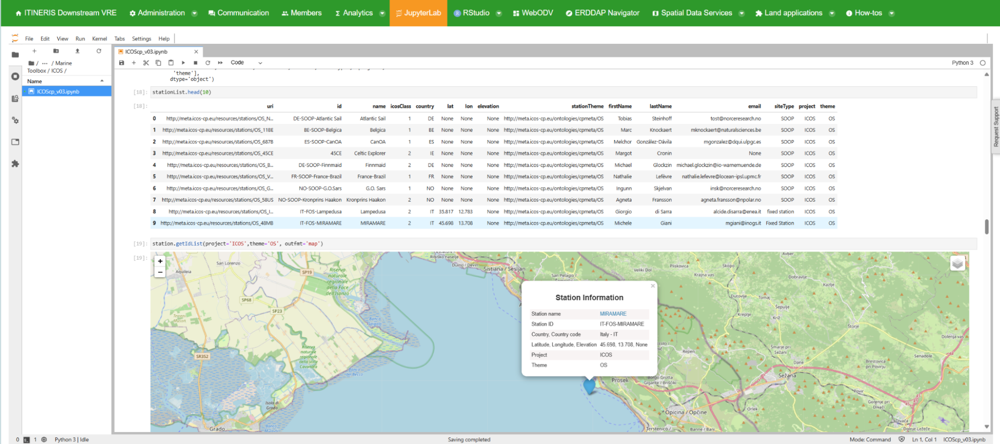 ITINERIS Downstream VRE Administration Communication Members Σ Analytics JupyterLab RStudio WebODV ERDDAP Navigator Spatial Data Services Land applications How-tos
File Edit View Run Kernel Tabs Settings Help
ICOScp_v03.ipynb
/ ··· / Marine
Toolbox / ICOS /
Name
ICOScp_v03.ipynb
Code
Python 3
'theme'],
dtype='object')
[18]: stationList.head(10)
[18]: uri id name icosClass country lat lon elevation stationTheme firstName lastName email siteType project theme
0 http://meta.icos-cp.eu/resources/stations/OS_N... DE-SOOP-Atlantic Sail Atlantic Sail 1 DE None None None http://meta.icos-cp.eu/ontologies/cpmeta/OS Tobias Steinhoff tost@norceresearch.no SOOP ICOS OS
1 http://meta.icos-cp.eu/resources/stations/OS_11BE BE-SOOP-Belgica Belgica 1 BE None None None http://meta.icos-cp.eu/ontologies/cpmeta/OS Marc Knockaert mknockaert@naturalsciences.be SOOP ICOS OS
2 http://meta.icos-cp.eu/resources/stations/OS_687B ES-SOOP-CanOA CanOA 1 ES None None None http://meta.icos-cp.eu/ontologies/cpmeta/OS Melchor González-Dávila mgonzalez@dqui.ulpgc.es SOOP ICOS OS
3 http://meta.icos-cp.eu/resources/stations/OS_45CE 45CE Celtic Explorer 2 IE None None None http://meta.icos-cp.eu/ontologies/cpmeta/OS Margot Cronin None SOOP ICOS OS
4 http://meta.icos-cp.eu/resources/stations/OS_B... DE-SOOP-Finnmaid Finnmaid 2 DE None None None http://meta.icos-cp.eu/ontologies/cpmeta/OS Michael Glockzin michael.glockzin@io-warnemuende.de SOOP ICOS OS
5 http://meta.icos-cp.eu/resources/stations/OS_V... FR-SOOP-France-Brazil France-Brazil 1 FR None None None http://meta.icos-cp.eu/ontologies/cpmeta/OS Nathalie Lefèvre nathalie.lefevre@locean-ipsl.upmc.fr SOOP ICOS OS
6 http://meta.icos-cp.eu/resources/stations/OS_G... NO-SOOP-G.O.Sars G.O. Sars 1 NO None None None http://meta.icos-cp.eu/ontologies/cpmeta/OS Ingunn Skjelvan insk@norceresearch.no SOOP ICOS OS
7 http://meta.icos-cp.eu/resources/stations/OS_58US NO-SOOP-Kronprins Haakon Kronprins Haakon 2 NO None None None http://meta.icos-cp.eu/ontologies/cpmeta/OS Agneta Fransson agneta.fransson@npolar.no SOOP ICOS OS
8 http://meta.icos-cp.eu/resources/stations/OS_I... IT-FOS-Lampedusa Lampedusa 2 IT 35.817 12.783 None http://meta.icos-cp.eu/ontologies/cpmeta/OS Giorgio di Sarra alcide.disarra@enea.it fixed station ICOS OS
9 http://meta.icos-cp.eu/resources/stations/OS_48MB IT-FOS-MIRAMARE MIRAMARE 2 IT 45.698 13.708 None http://meta.icos-cp.eu/ontologies/cpmeta/OS Michele Giani mgiani@inogs.it Fixed Station ICOS OS
[19]: station.getIdList(project='ICOS',theme='OS', outfmt='map')
[19]:
+
−
San Lorenzo
Aquileia
SP19
Riserva
naturale
regionale
della Foce
dell'Isonzo
SP68
SP23
Banco
Spigolo
SR352
Riserva
naturale
regionale
della Valle
Cavanata
Banco
del Becco
Isola di
Grado
Grado
Ribiško naselje
Duino / Devin
Sistiana / Sesljan
San Pelagio /
Slovenia
Veliki Dol
Pliskovica
Krajna vas
Skopo
Avber
Dobravlje
Kazlje
Dutovlje
Tomaj
Šepulje
Križ
Kreplje
Štorje
Dolenja vas
Smarje pri
Sežani
Senadole
Repen
Dane
Brestovica
pri Povirju
Sežana
Prosek
Borgo Grotta
Gigante / Briščiki
Povir
Gorenje pri
Divači
Orlek
Opicina / Opčine
Divača
Dolnje Ležeče
Banne / Bani
Station Information
Station name MIRAMARE
Station ID IT-FOS-MIRAMARE
Country, Country code Italy - IT
Latitude, Longitude, Elevation 45.698, 13.708, None
Project ICOS
Theme OS
Request Support
0 1 Python 3 | Idle Saving completed Mode: Command Ln 1, Col 1 ICOScp_v03.ipynb